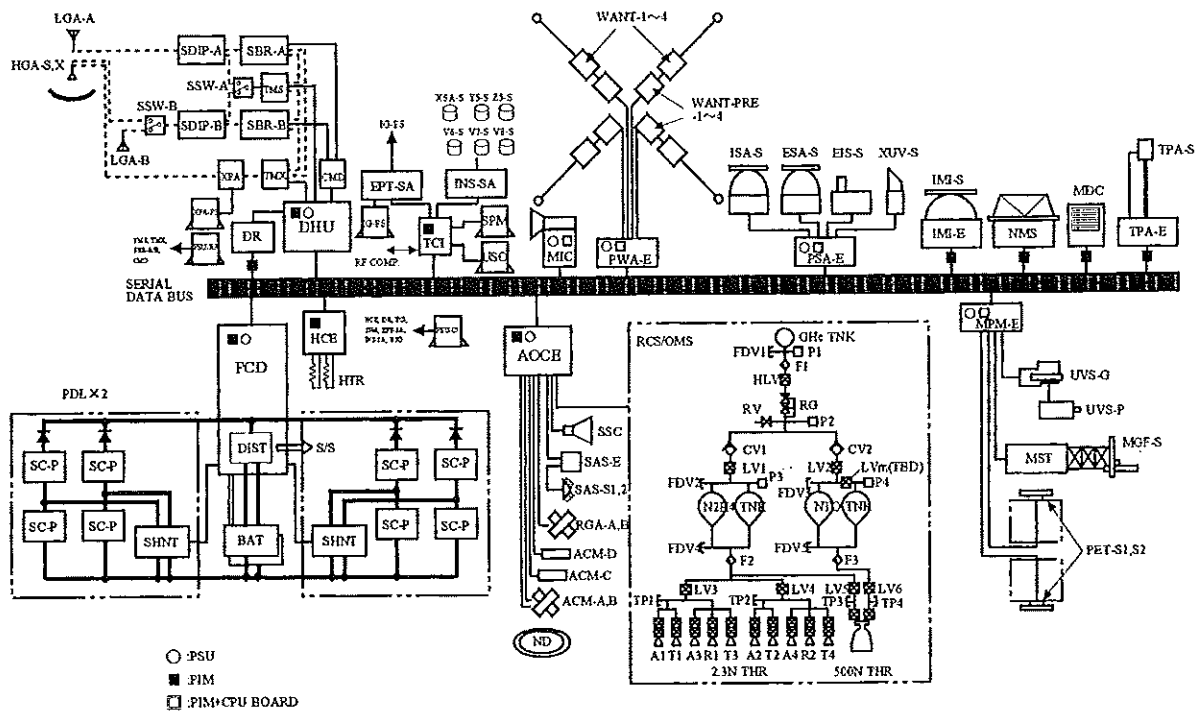 LGA-A
HGA-S,X
SDIP-A
SBR-A
SSW-A
TMS
SSW-B
SDIP-B
SBR-B
LGA-B
XPA
TMX
CMD
DR
DHU
EPT-SA
INS-SA
TCI
SPM
USO
RF COMP.
WANT-1～4
WANT-PRE
-1～4
MIC
PWA-E
ISA-S
ESA-S
EIS-S
XUV-S
PSA-E
IMI-S
IMI-E
NMS
MDC
TPA-S
TPA-E
SERIAL
DATA BUS
PCD
HCE
HTR
AOCE
MPM-E
PDL×2
SC-P
SC-P
SC-P
SC-P
SHNT
DIST
S/S
BAT
SHNT
SC-P
SC-P
SC-P
SC-P
SSC
SAS-E
SAS-S1,2
RGA-A,B
ACM-D
ACM-C
ACM-A,B
ND
RCS/OMS
GHe TNK
FDV1
P1
F1
HLV
RG
RV
P2
CV1
CV2
LV1
LV2
LVm(TBD)
FDV2
P3
FDV3
P4
N2H4
TNK
NTO
TNK
FDV4
FDV5
F2
F3
LV3
LV4
LV5
LV6
TP1
TP2
TP3
TP4
A1 T1 A3 R1 T3 A2 T2 A4 R2 T4
2.3N THR
500N THR
UVS-G
UVS-P
MST
MGF-S
PET-S1,S2
○ :PSU
■ :PIM
□ :PIM+CPU BOARD